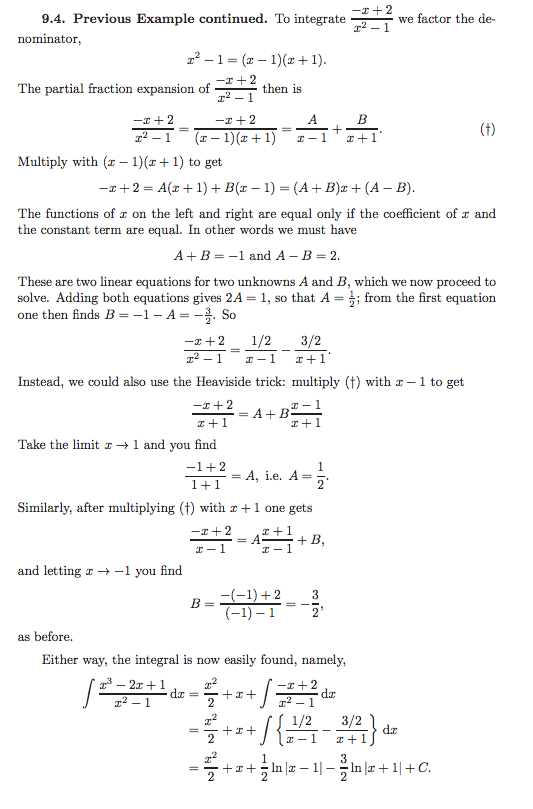 9.4. Previous Example continued. To integrate $\frac{-x+2}{x^2-1}$ we factor the de-
nominator,
$x^2 - 1 = (x-1)(x+1).$
The partial fraction expansion of $\frac{-x+2}{x^2-1}$ then is
$\frac{-x+2}{x^2-1} = \frac{-x+2}{(x-1)(x+1)} = \frac{A}{x-1} + \frac{B}{x+1}.$ (†)
Multiply with $(x-1)(x+1)$ to get
$-x+2 = A(x+1) + B(x-1) = (A+B)x + (A-B).$
The functions of $x$ on the left and right are equal only if the coefficient of $x$ and
the constant term are equal. In other words we must have
$A+B = -1$ and $A-B = 2.$
These are two linear equations for two unknowns $A$ and $B$, which we now proceed to
solve. Adding both equations gives $2A = 1$, so that $A = \frac{1}{2}$; from the first equation
one then finds $B = -1 - A = -\frac{3}{2}$. So
$\frac{-x+2}{x^2-1} = \frac{1/2}{x-1} - \frac{3/2}{x+1}.$
Instead, we could also use the Heaviside trick: multiply (†) with $x-1$ to get
$\frac{-x+2}{x+1} = A + B\frac{x-1}{x+1}$
Take the limit $x \to 1$ and you find
$\frac{-1+2}{1+1} = A$, i.e. $A = \frac{1}{2}.$
Similarly, after multiplying (†) with $x+1$ one gets
$\frac{-x+2}{x-1} = A\frac{x+1}{x-1} + B,$
and letting $x \to -1$ you find
$B = \frac{-(-1)+2}{(-1)-1} = -\frac{3}{2},$
as before.
Either way, the integral is now easily found, namely,
$\int \frac{x^3-2x+1}{x^2-1}\,dx = \frac{x^2}{2} + x + \int \frac{-x+2}{x^2-1}\,dx$
$= \frac{x^2}{2} + x + \int \left\{ \frac{1/2}{x-1} - \frac{3/2}{x+1} \right\} dx$
$= \frac{x^2}{2} + x + \frac{1}{2}\ln|x-1| - \frac{3}{2}\ln|x+1| + C.$